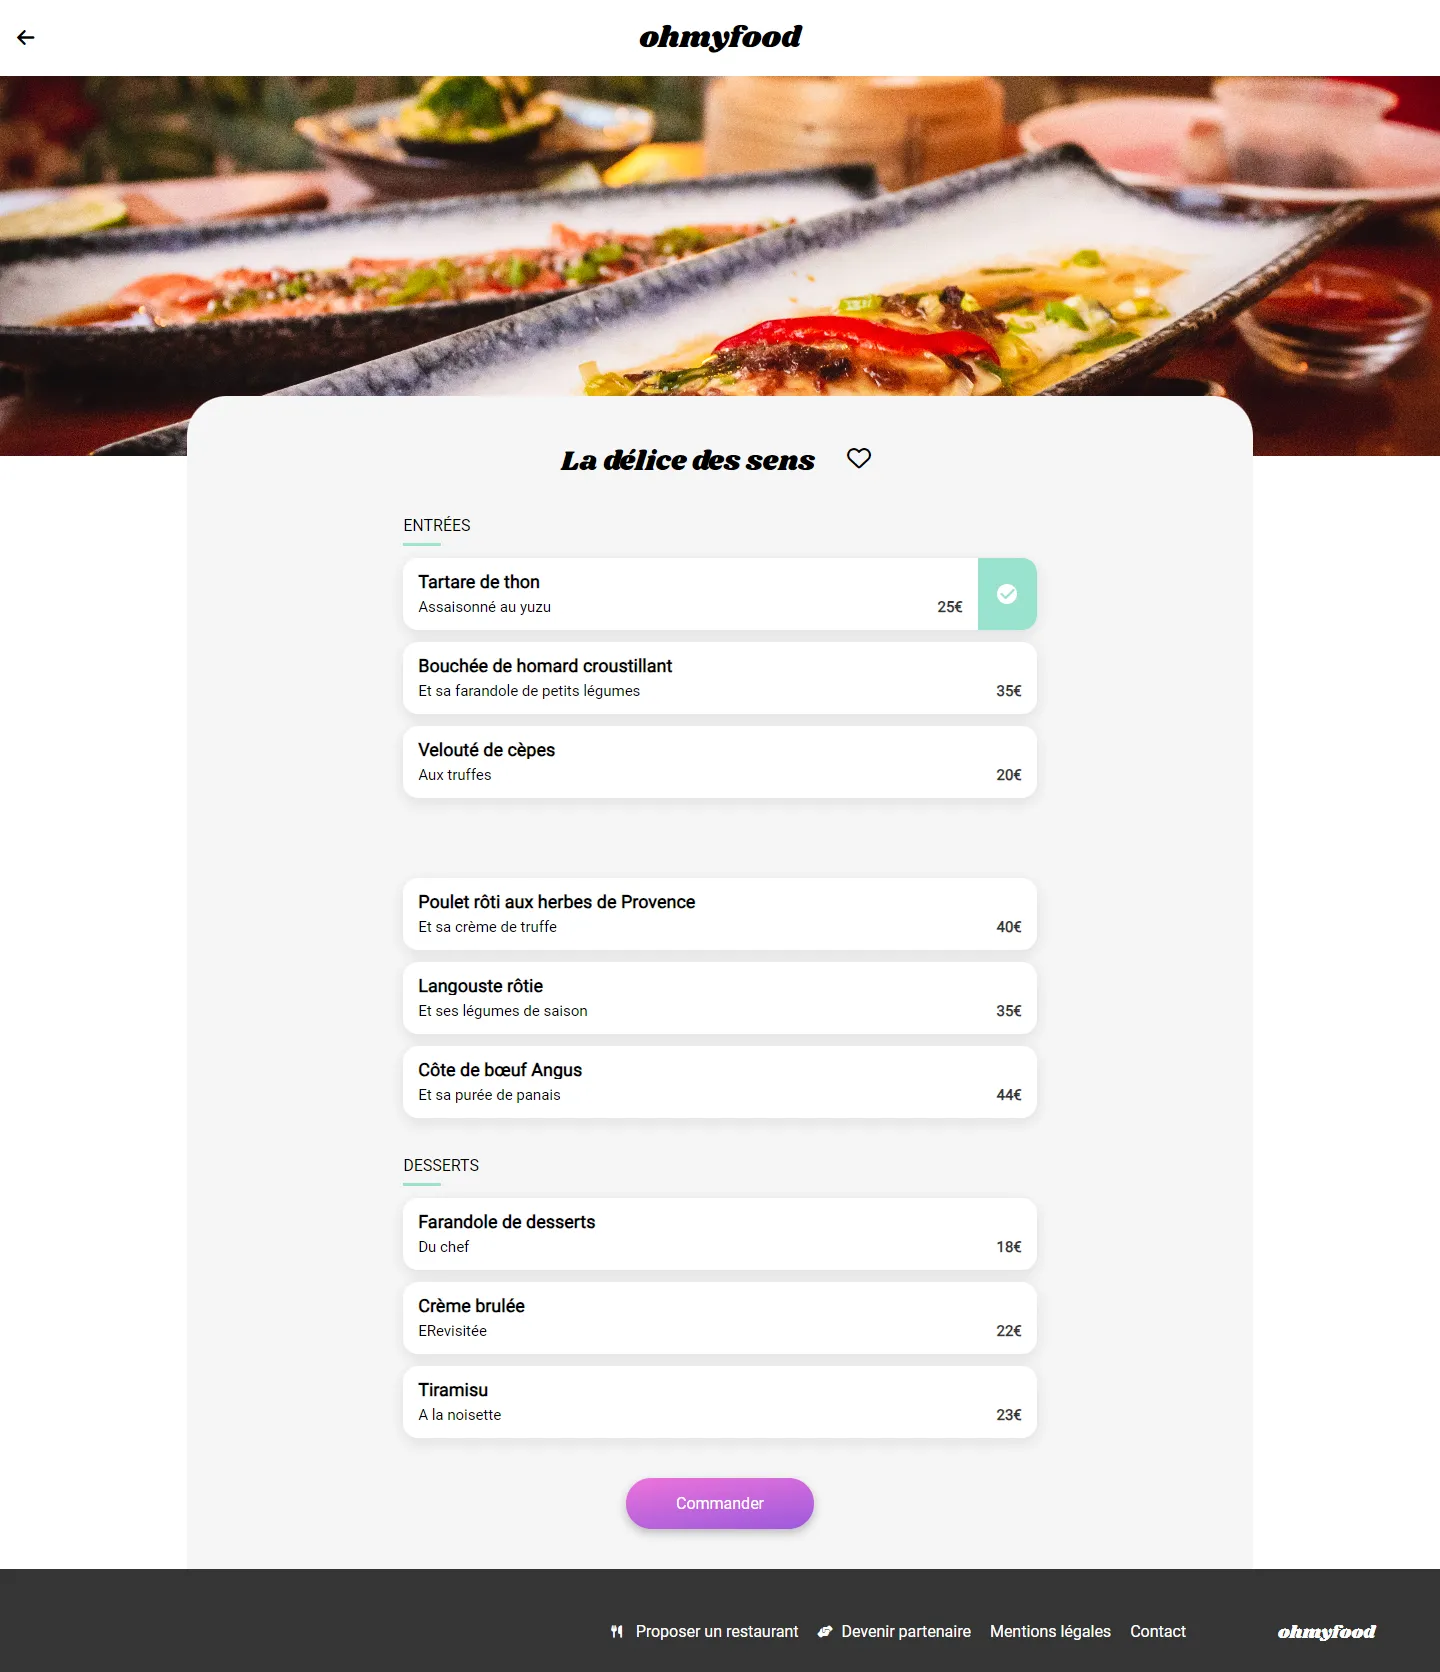 ohmyfood
La délice des sens
ENTRÉES
Tartare de thon
Assaisonné au yuzu 25€
Bouchée de homard croustillant
Et sa farandole de petits légumes 35€
Velouté de cèpes
Aux truffes 20€
Poulet rôti aux herbes de Provence
Et sa crème de truffe 40€
Langouste rôtie
Et ses légumes de saison 35€
Côte de bœuf Angus
Et sa purée de panais 44€
DESSERTS
Farandole de desserts
Du chef 18€
Crème brulée
ERevisitée 22€
Tiramisu
A la noisette 23€
Commander
Proposer un restaurant Devenir partenaire Mentions légales Contact ohmyfood